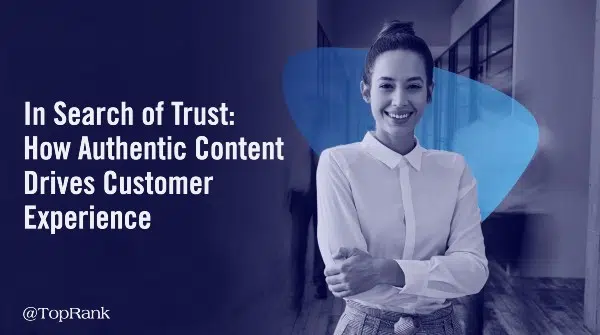 In Search of Trust:
How Authentic Content
Drives Customer
Experience
@TopRank